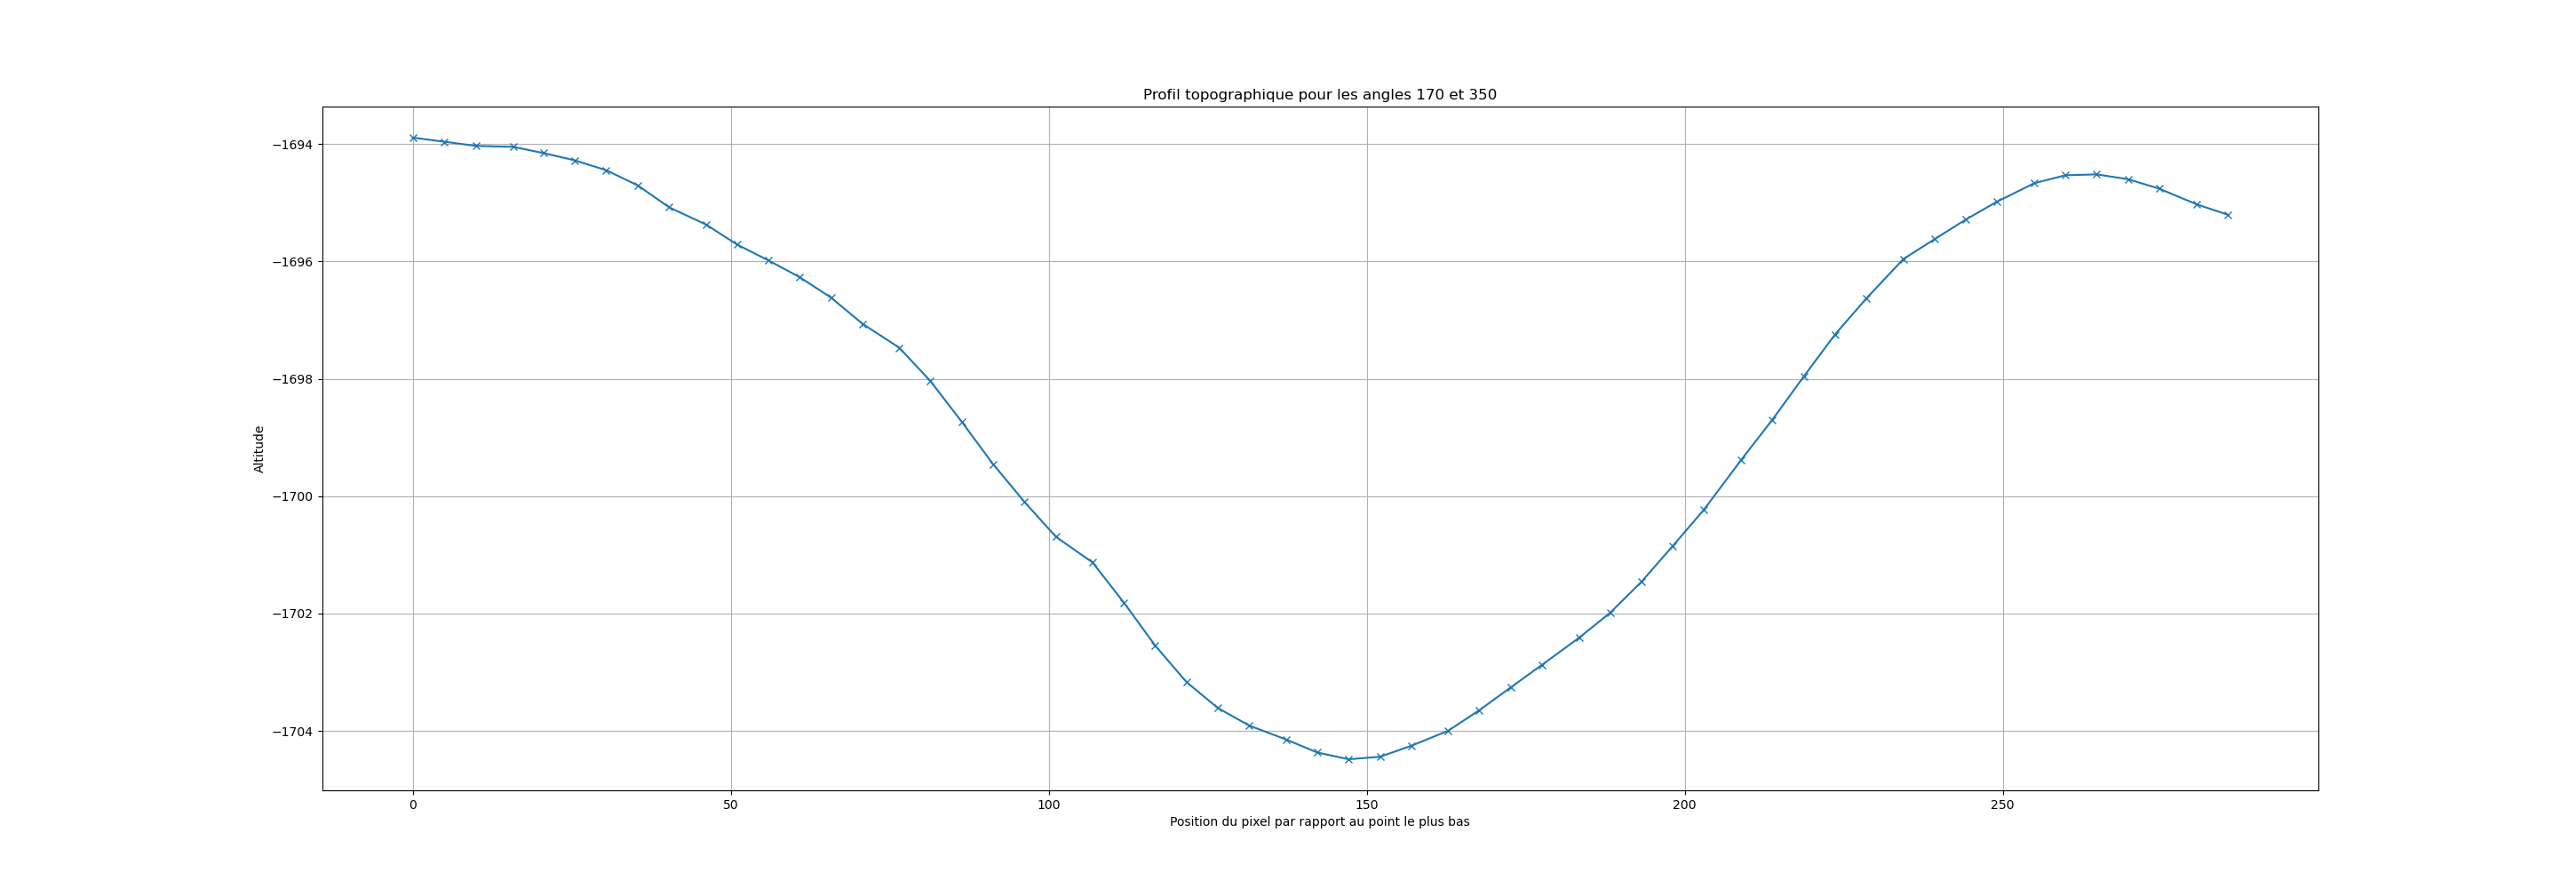 Profil topographique pour les angles 170 et 350
−1694
−1696
−1698
−1700
−1702
−1704
Altitude
0 50 100 150 200 250
Position du pixel par rapport au point le plus bas